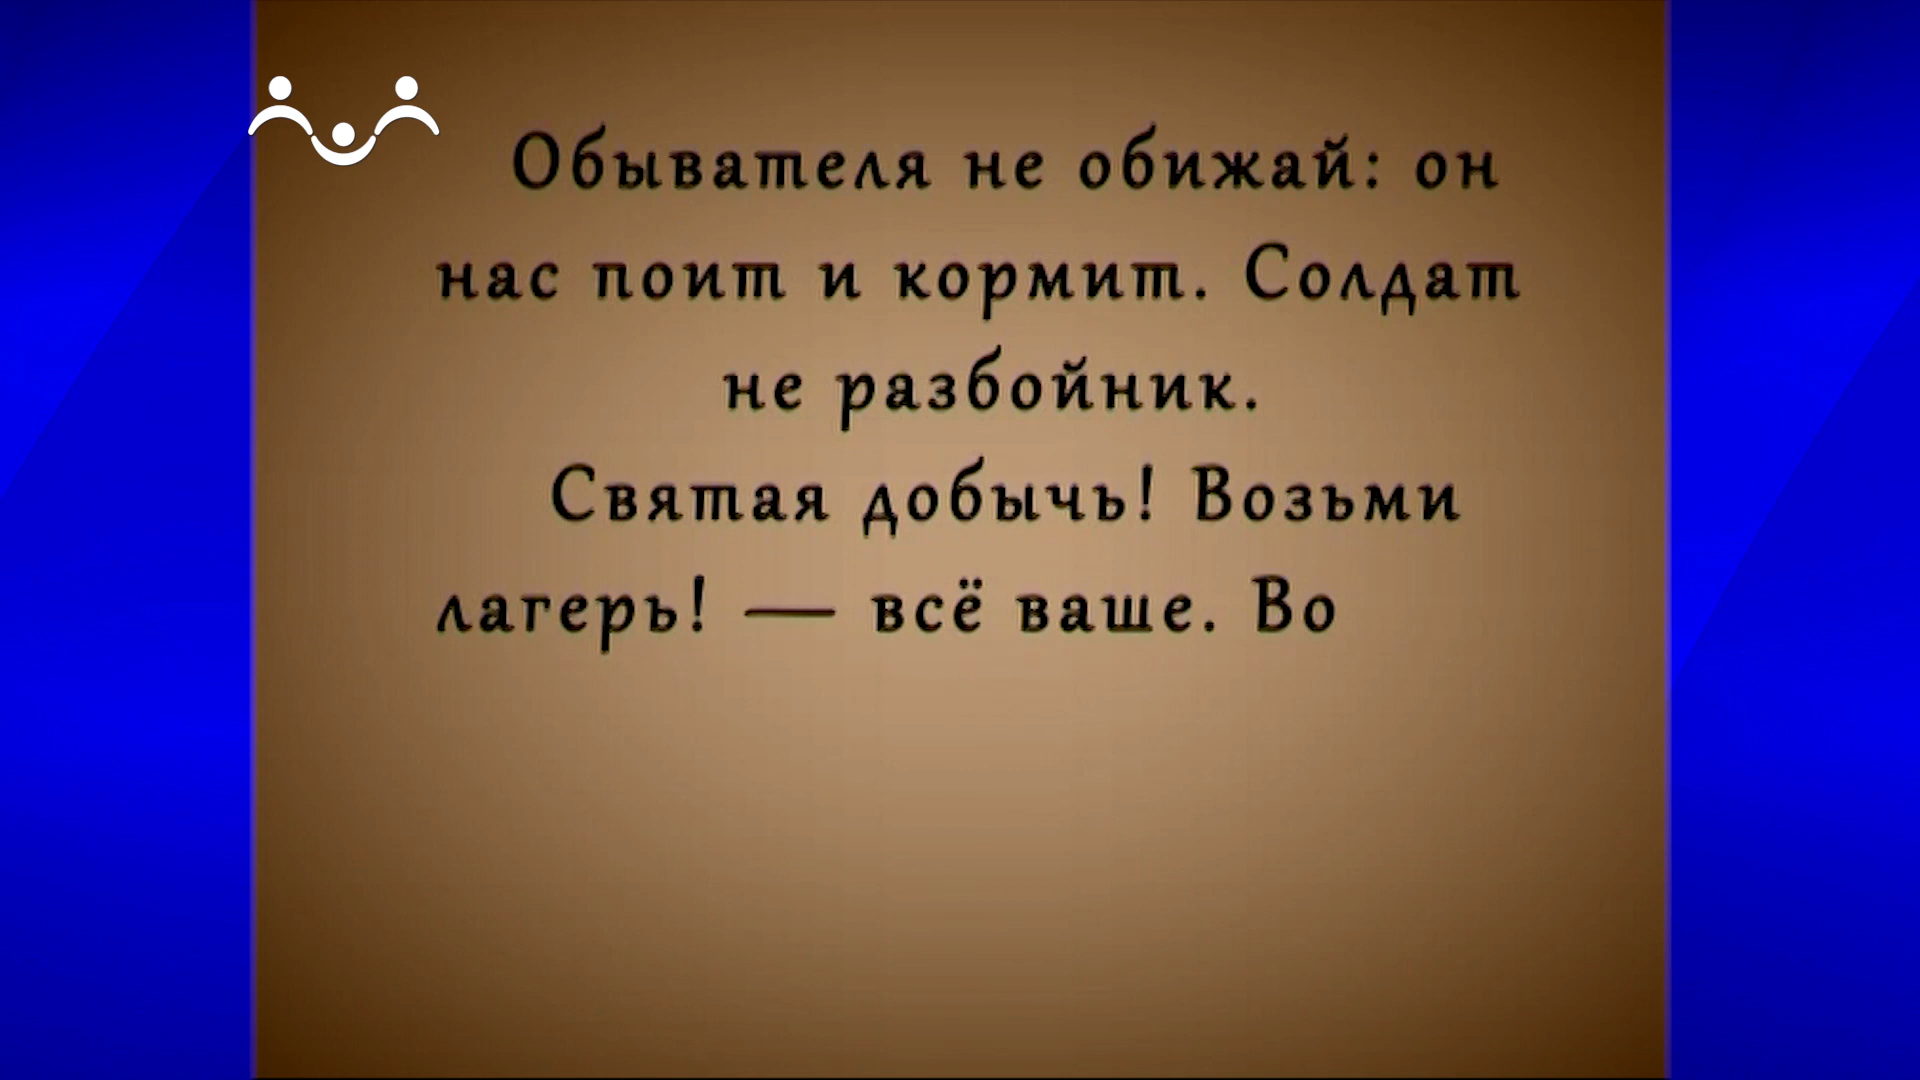 Обывателя не обижай: он
нас поит и кормит. Солдат
не разбойник.
Святая добычь! Возьми
лагерь! — всё ваше. Во